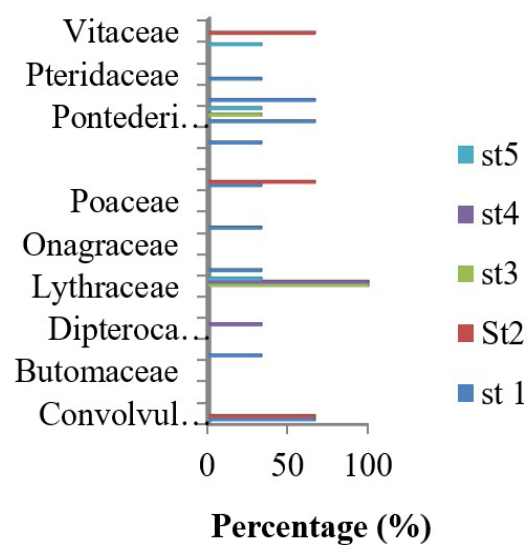 Vitaceae
Pteridaceae
Pontederi...
Poaceae
Onagraceae
Lythraceae
Dipteroca...
Butomaceae
Convolvul...
0 50 100
Percentage (%)
st5
st4
st3
St2
st 1